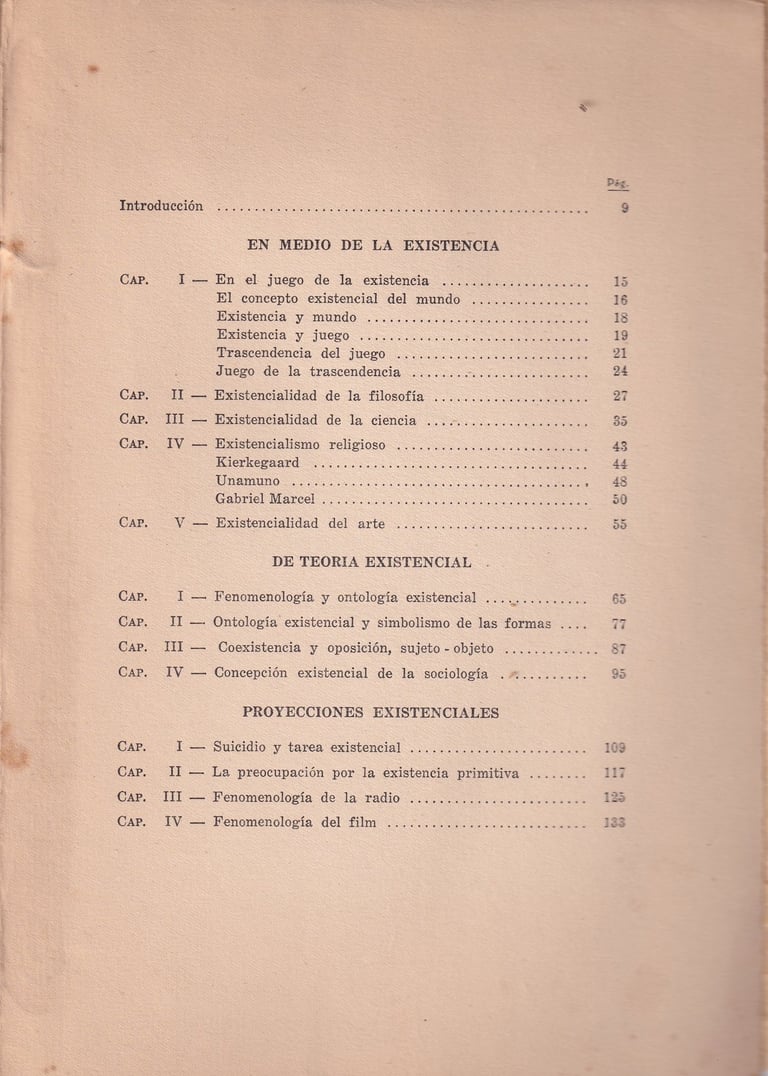 Pág.
Introducción .................................................. 9
EN MEDIO DE LA EXISTENCIA
CAP. I — En el juego de la existencia .................... 15
El concepto existencial del mundo ................ 16
Existencia y mundo .............................. 18
Existencia y juego ............................... 19
Trascendencia del juego .......................... 21
Juego de la trascendencia ........................ 24
CAP. II — Existencialidad de la filosofía ..................... 27
CAP. III — Existencialidad de la ciencia ...................... 35
CAP. IV — Existencialismo religioso .......................... 43
Kierkegaard ..................................... 44
Unamuno ........................................ 48
Gabriel Marcel .................................... 50
CAP. V — Existencialidad del arte .......................... 55
DE TEORIA EXISTENCIAL
CAP. I — Fenomenología y ontología existencial .............. 65
CAP. II — Ontología existencial y simbolismo de las formas .... 77
CAP. III — Coexistencia y oposición, sujeto - objeto ............. 87
CAP. IV — Concepción existencial de la sociología ............ 95
PROYECCIONES EXISTENCIALES
CAP. I — Suicidio y tarea existencial ........................ 109
CAP. II — La preocupación por la existencia primitiva ........ 117
CAP. III — Fenomenología de la radio ........................ 125
CAP. IV — Fenomenología del film ........................... 133